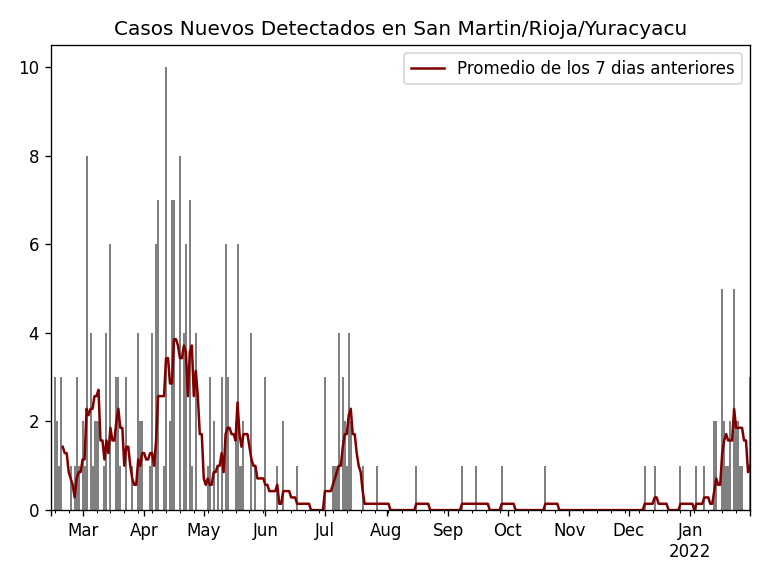 Casos Nuevos Detectados en San Martin/Rioja/Yuracyacu
Promedio de los 7 dias anteriores
10
8
6
4
2
0
Mar Apr May Jun Jul Aug Sep Oct Nov Dec Jan
2022